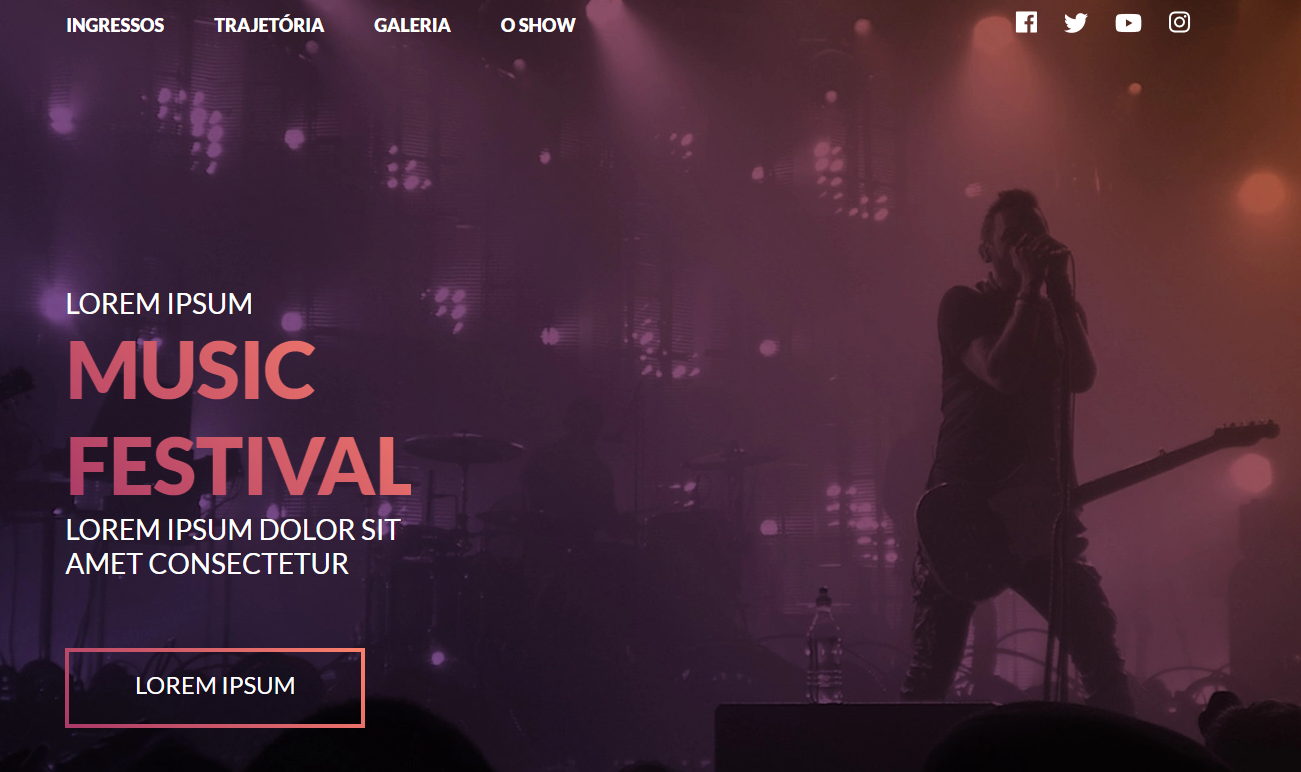 INGRESSOS TRAJETÓRIA GALERIA O SHOW
LOREM IPSUM
MUSIC
FESTIVAL
LOREM IPSUM DOLOR SIT
AMET CONSECTETUR
LOREM IPSUM